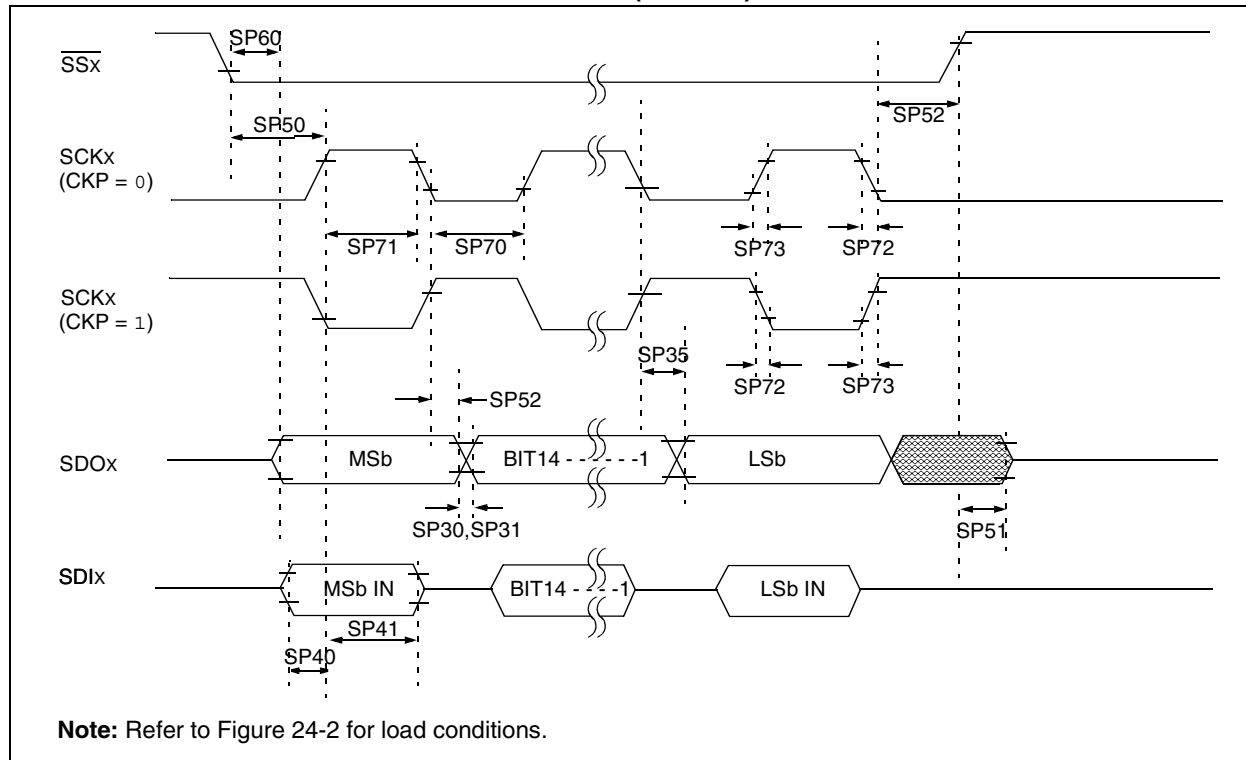 SP60
SSx
SP50
SP52
SCKx
(CKP = 0)
SP71
SP70
SP73
SP72
SCKx
(CKP = 1)
SP35
SP72
SP73
SP52
SDOx
MSb
BIT14 - - - - - -1
LSb
SP30,SP31
SP51
SDIx
MSb IN
BIT14 - - - -1
LSb IN
SP41
SP40
Note: Refer to Figure 24-2 for load conditions.